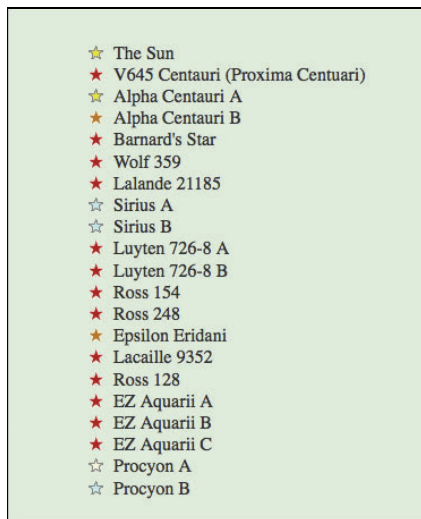 The Sun
V645 Centauri (Proxima Centuari)
Alpha Centauri A
Alpha Centauri B
Barnard's Star
Wolf 359
Lalande 21185
Sirius A
Sirius B
Luyten 726-8 A
Luyten 726-8 B
Ross 154
Ross 248
Epsilon Eridani
Lacaille 9352
Ross 128
EZ Aquarii A
EZ Aquarii B
EZ Aquarii C
Procyon A
Procyon B